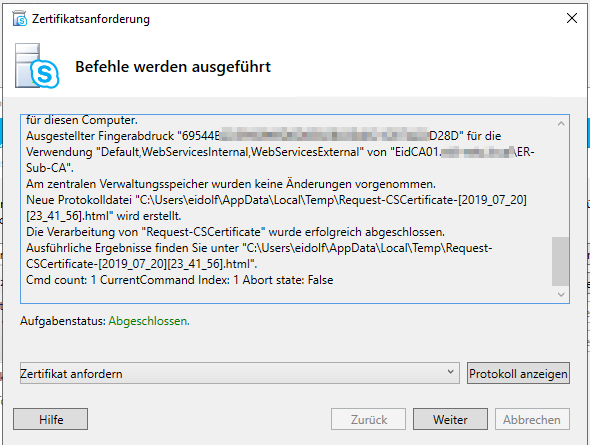 Zertifikatsanforderung
Befehle werden ausgeführt
für diesen Computer.
Ausgestellter Fingerabdruck "69544E D28D" für die
Verwendung "Default,WebServicesInternal,WebServicesExternal" von "EidCA01. \ER-
Sub-CA".
Am zentralen Verwaltungsspeicher wurden keine Änderungen vorgenommen.
Neue Protokolldatei "C:\Users\eidolf\AppData\Local\Temp\Request-CSCertificate-[2019_07_20]
[23_41_56].html" wird erstellt.
Die Verarbeitung von "Request-CSCertificate" wurde erfolgreich abgeschlossen.
Ausführliche Ergebnisse finden Sie unter "C:\Users\eidolf\AppData\Local\Temp\Request-
CSCertificate-[2019_07_20][23_41_56].html".
Cmd count: 1 CurrentCommand Index: 1 Abort state: False
Aufgabenstatus: Abgeschlossen.
Zertifikat anfordern
Protokoll anzeigen
Hilfe
Zurück
Weiter
Abbrechen